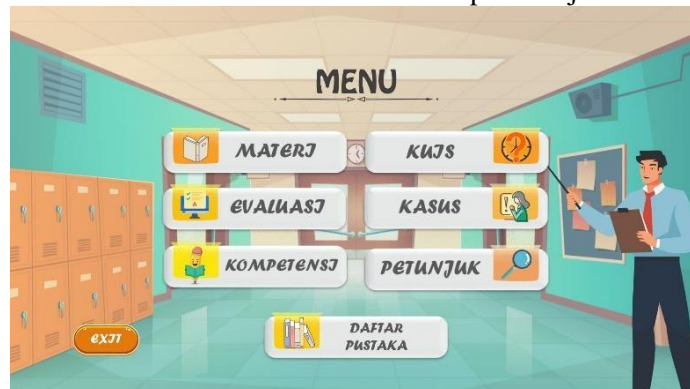 MENU
MATERI
KUIS
EVALUASI
KASUS
KOMPETENSI
PETUNJUK
DAFTAR
PUSTAKA
EXIT